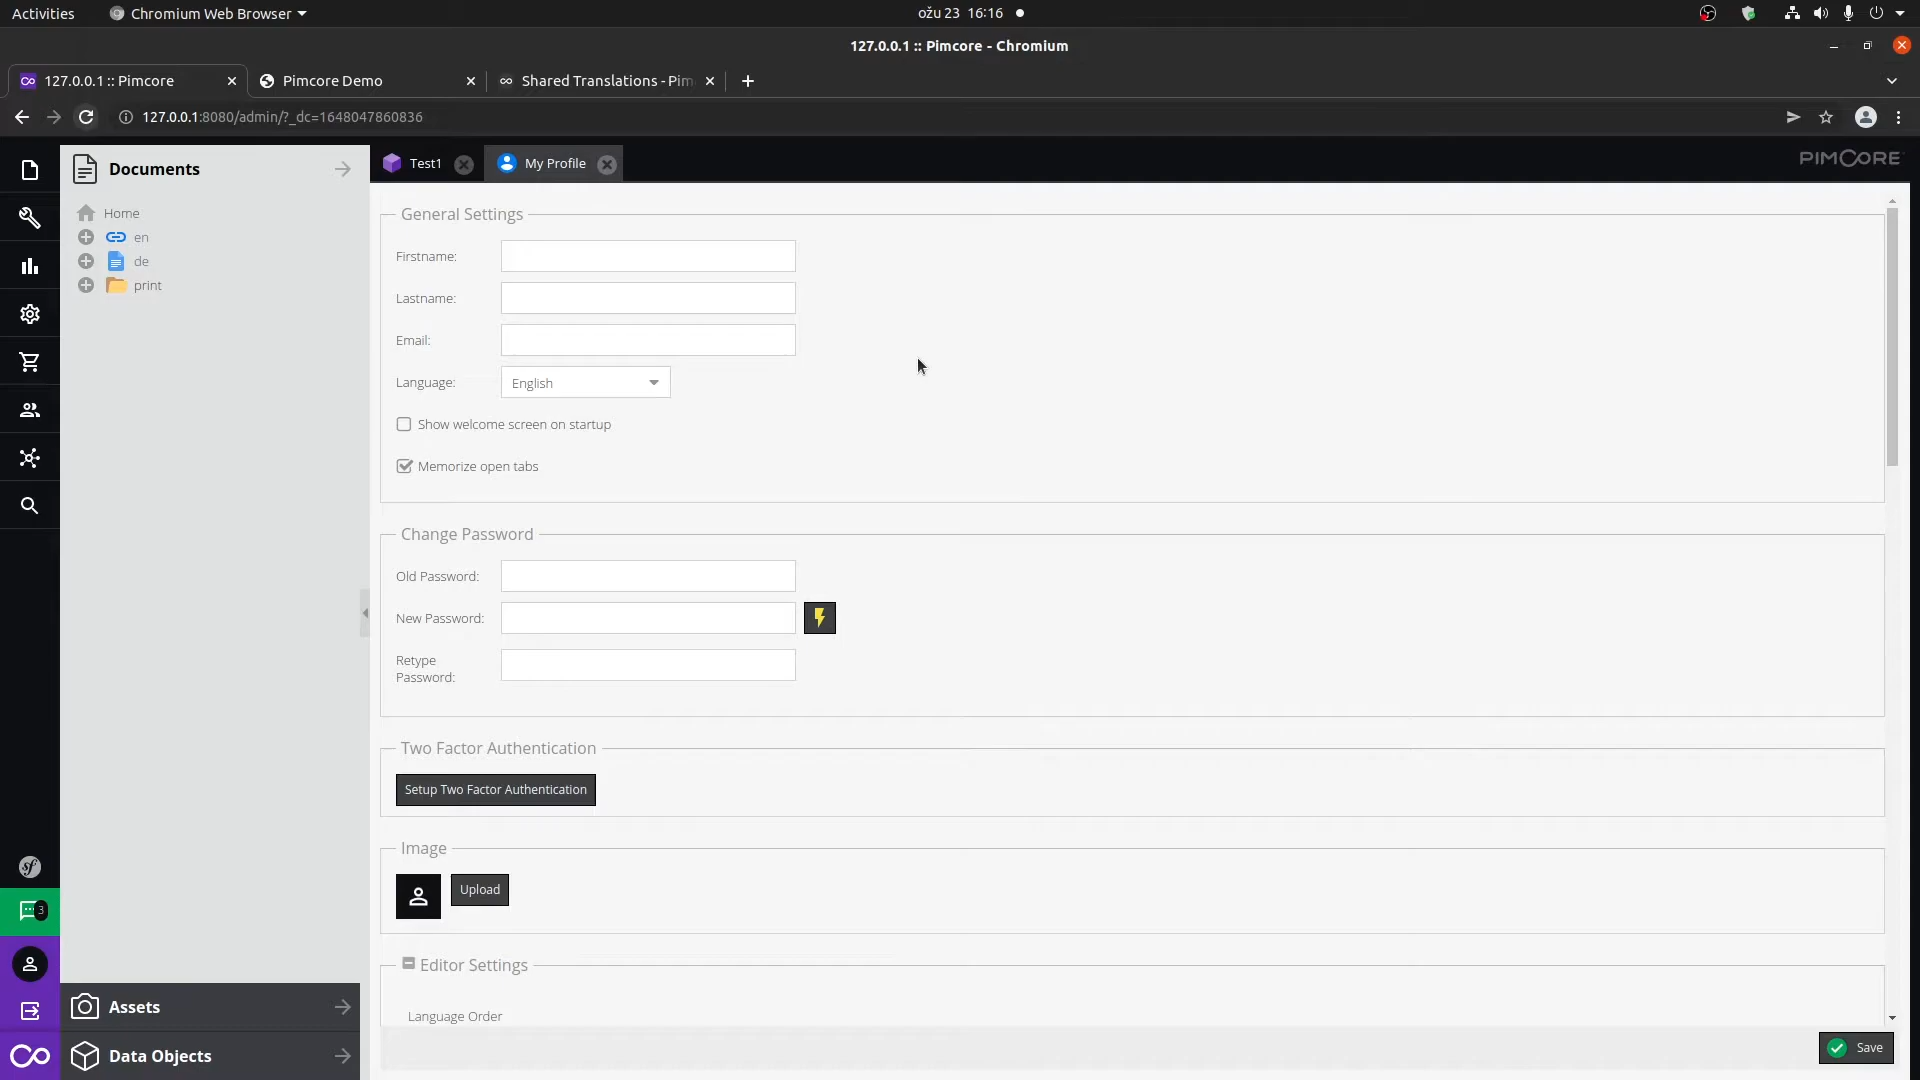 Activities
Chromium Web Browser
ožu 23 16:16
127.0.0.1 :: Pimcore - Chromium
127.0.0.1 :: Pimcore
Pimcore Demo
Shared Translations - Pim
127.0.0.1:8080/admin/?_dc=1648047860836
Documents
Test1
My Profile
PIMCORE
Home
en
de
print
General Settings
Firstname:
Lastname:
Email:
Language:
English
Show welcome screen on startup
Memorize open tabs
Change Password
Old Password:
New Password:
Retype
Password:
Two Factor Authentication
Setup Two Factor Authentication
Image
Upload
sf
3
Editor Settings
Language Order
Assets
Data Objects
Save